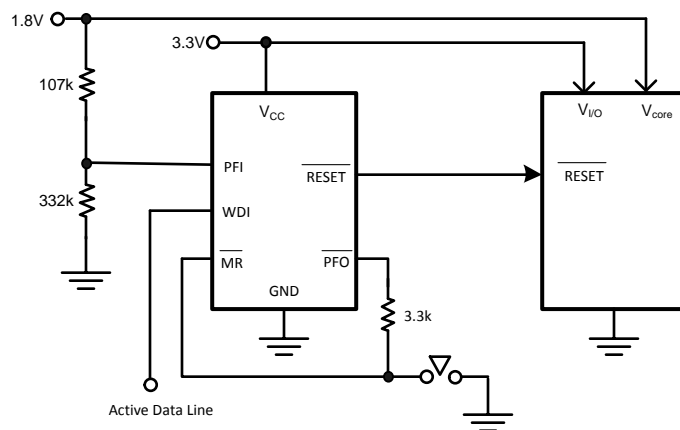 1.8V
3.3V
107k
332k
VCC
PFI
RESET
WDI
MR
PFO
GND
3.3k
Active Data Line
VI/O
Vcore
RESET